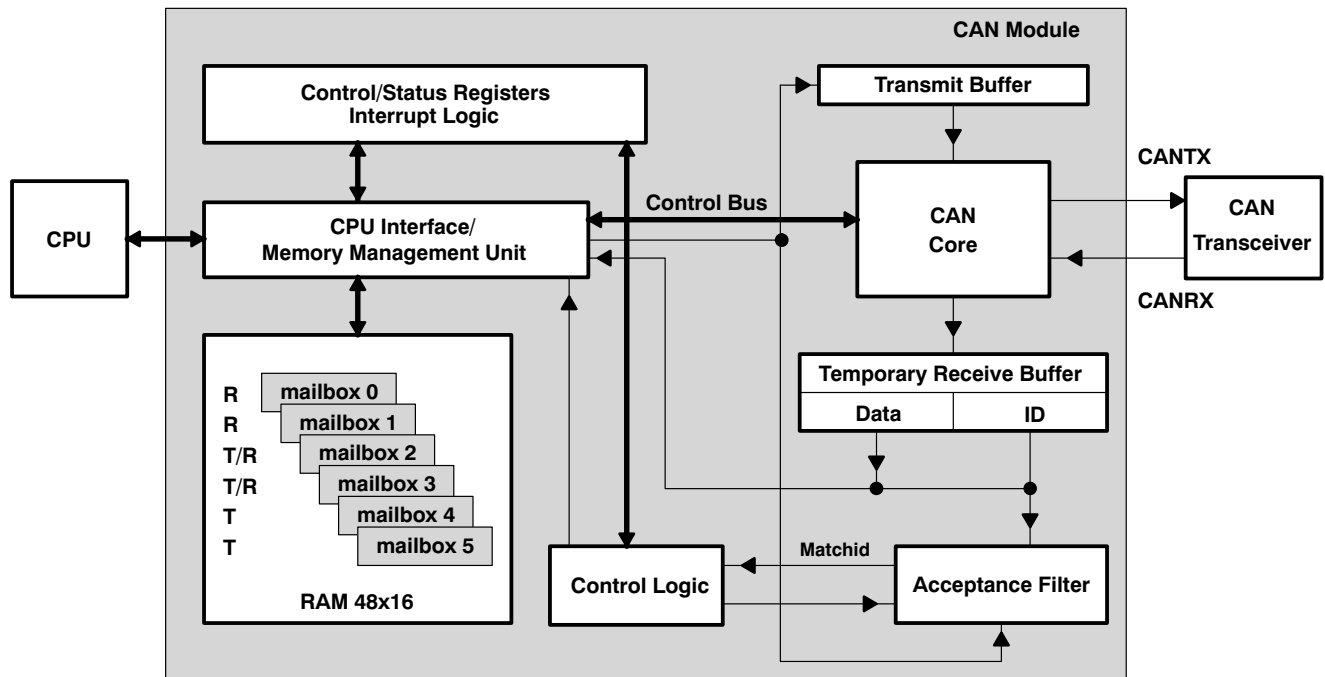 CAN Module
Control/Status Registers
Interrupt Logic
Transmit Buffer
CANTX
CPU
CPU Interface/
Memory Management Unit
Control Bus
CAN
Core
CAN
Transceiver
CANRX
Temporary Receive Buffer
Data
ID
R
mailbox 0
R
mailbox 1
T/R
mailbox 2
T/R
mailbox 3
T
mailbox 4
T
mailbox 5
RAM 48x16
Control Logic
Matchid
Acceptance Filter